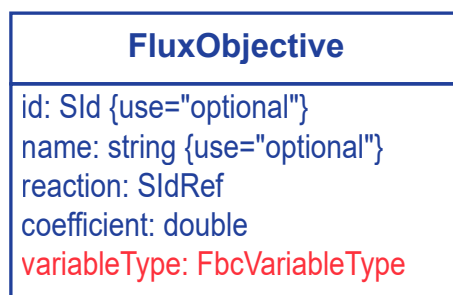 FluxObjective
id: SId {use="optional"}
name: string {use="optional"}
reaction: SIdRef
coefficient: double
variableType: FbcVariableType